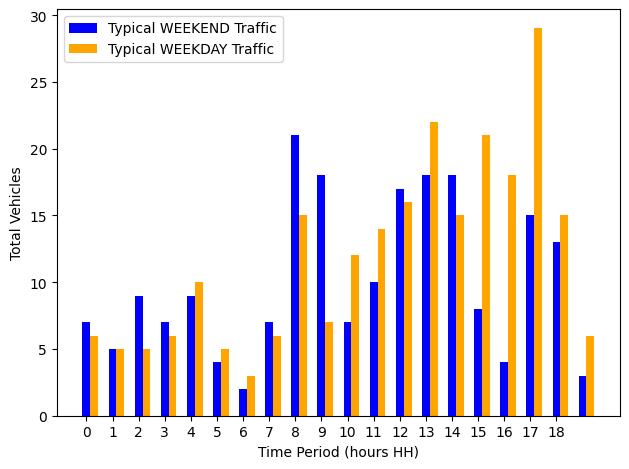 Typical WEEKEND Traffic
Typical WEEKDAY Traffic
30
25
20
15
10
5
0
Total Vehicles
0 1 2 3 4 5 6 7 8 9 10 11 12 13 14 15 16 17 18
Time Period (hours HH)